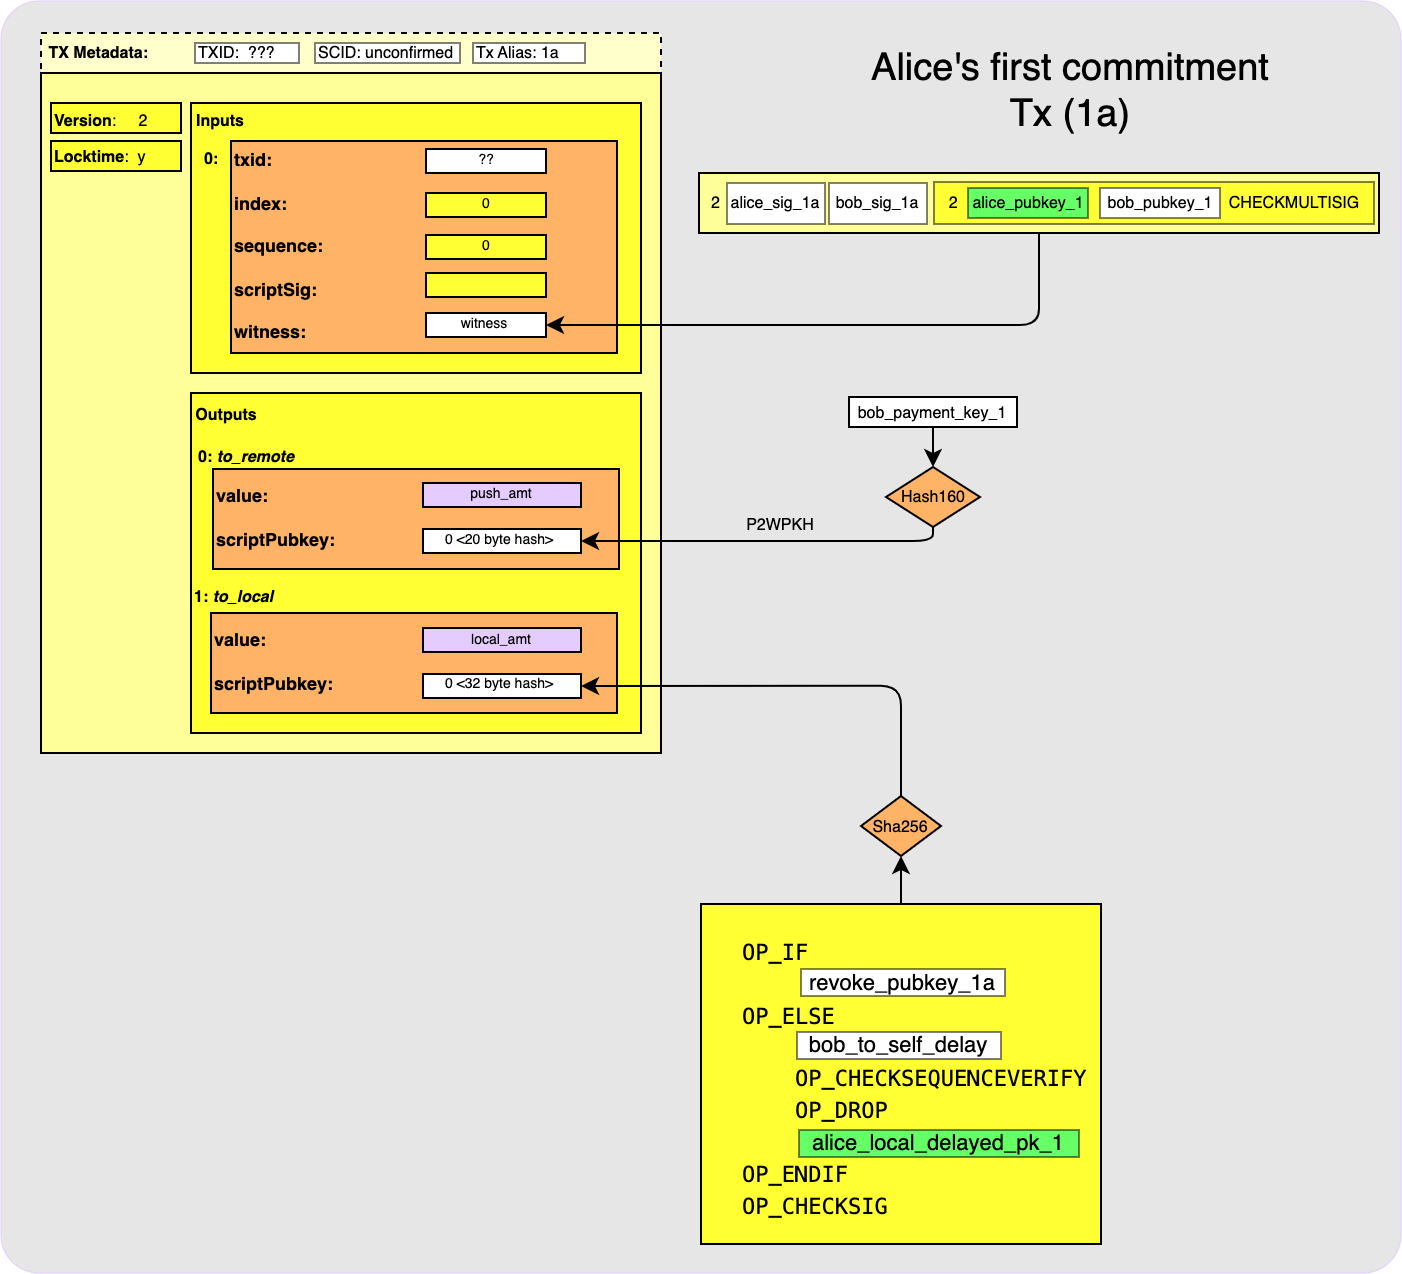 TX Metadata: TXID: ??? SCID: unconfirmed Tx Alias: 1a
Alice's first commitment
Tx (1a)
Version: 2
Locktime: y
Inputs
0: txid: ??
index: 0
sequence: 0
scriptSig:
witness: witness
2 alice_sig_1a bob_sig_1a 2 alice_pubkey_1 bob_pubkey_1 CHECKMULTISIG
Outputs
0: to_remote
value: push_amt
scriptPubkey: 0 <20 byte hash>
1: to_local
value: local_amt
scriptPubkey: 0 <32 byte hash>
bob_payment_key_1
Hash160
P2WPKH
Sha256
OP_IF
revoke_pubkey_1a
OP_ELSE
bob_to_self_delay
OP_CHECKSEQUENCEVERIFY
OP_DROP
alice_local_delayed_pk_1
OP_ENDIF
OP_CHECKSIG